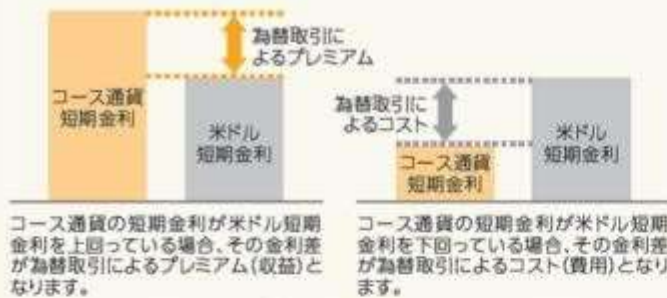 為替取引に
よるプレミアム
コース通貨
短期金利
米ドル
短期金利
コース通貨の短期金利が米ドル短期
金利を上回っている場合、その金利差
が為替取引によるプレミアム(収益)と
なります。
為替取引に
よるコスト
コース通貨
短期金利
米ドル
短期金利
コース通貨の短期金利が米ドル短期
金利を下回っている場合、その金利差
が為替取引によるコスト(費用)となり
ます。